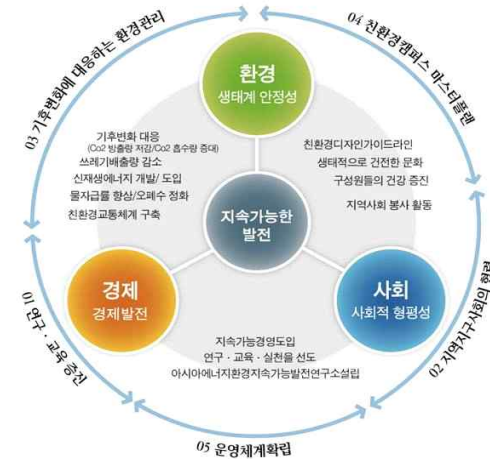 03 기후변화에 대응하는 환경관리
04 친환경캠퍼스 마스터플랜
환경
생태계 안정성
기후변화 대응
(Co2 방출량 저감/Co2 흡수량 증대)
쓰레기배출량 감소
신재생에너지 개발/ 도입
물자급률 향상/오폐수 정화
친환경교통체계 구축
친환경디자인가이드라인
생태적으로 건전한 문화
구성원들의 건강 증진
지역사회 봉사 활동
지속가능한
발전
경제
경제발전
사회
사회적 형평성
지속가능경영도입
연구 · 교육 · 실천을 선도
아시아에너지환경지속가능발전연구소설립
01 연구 · 교육 증진
02 지역지구사회의 협력
05 운영체계확립